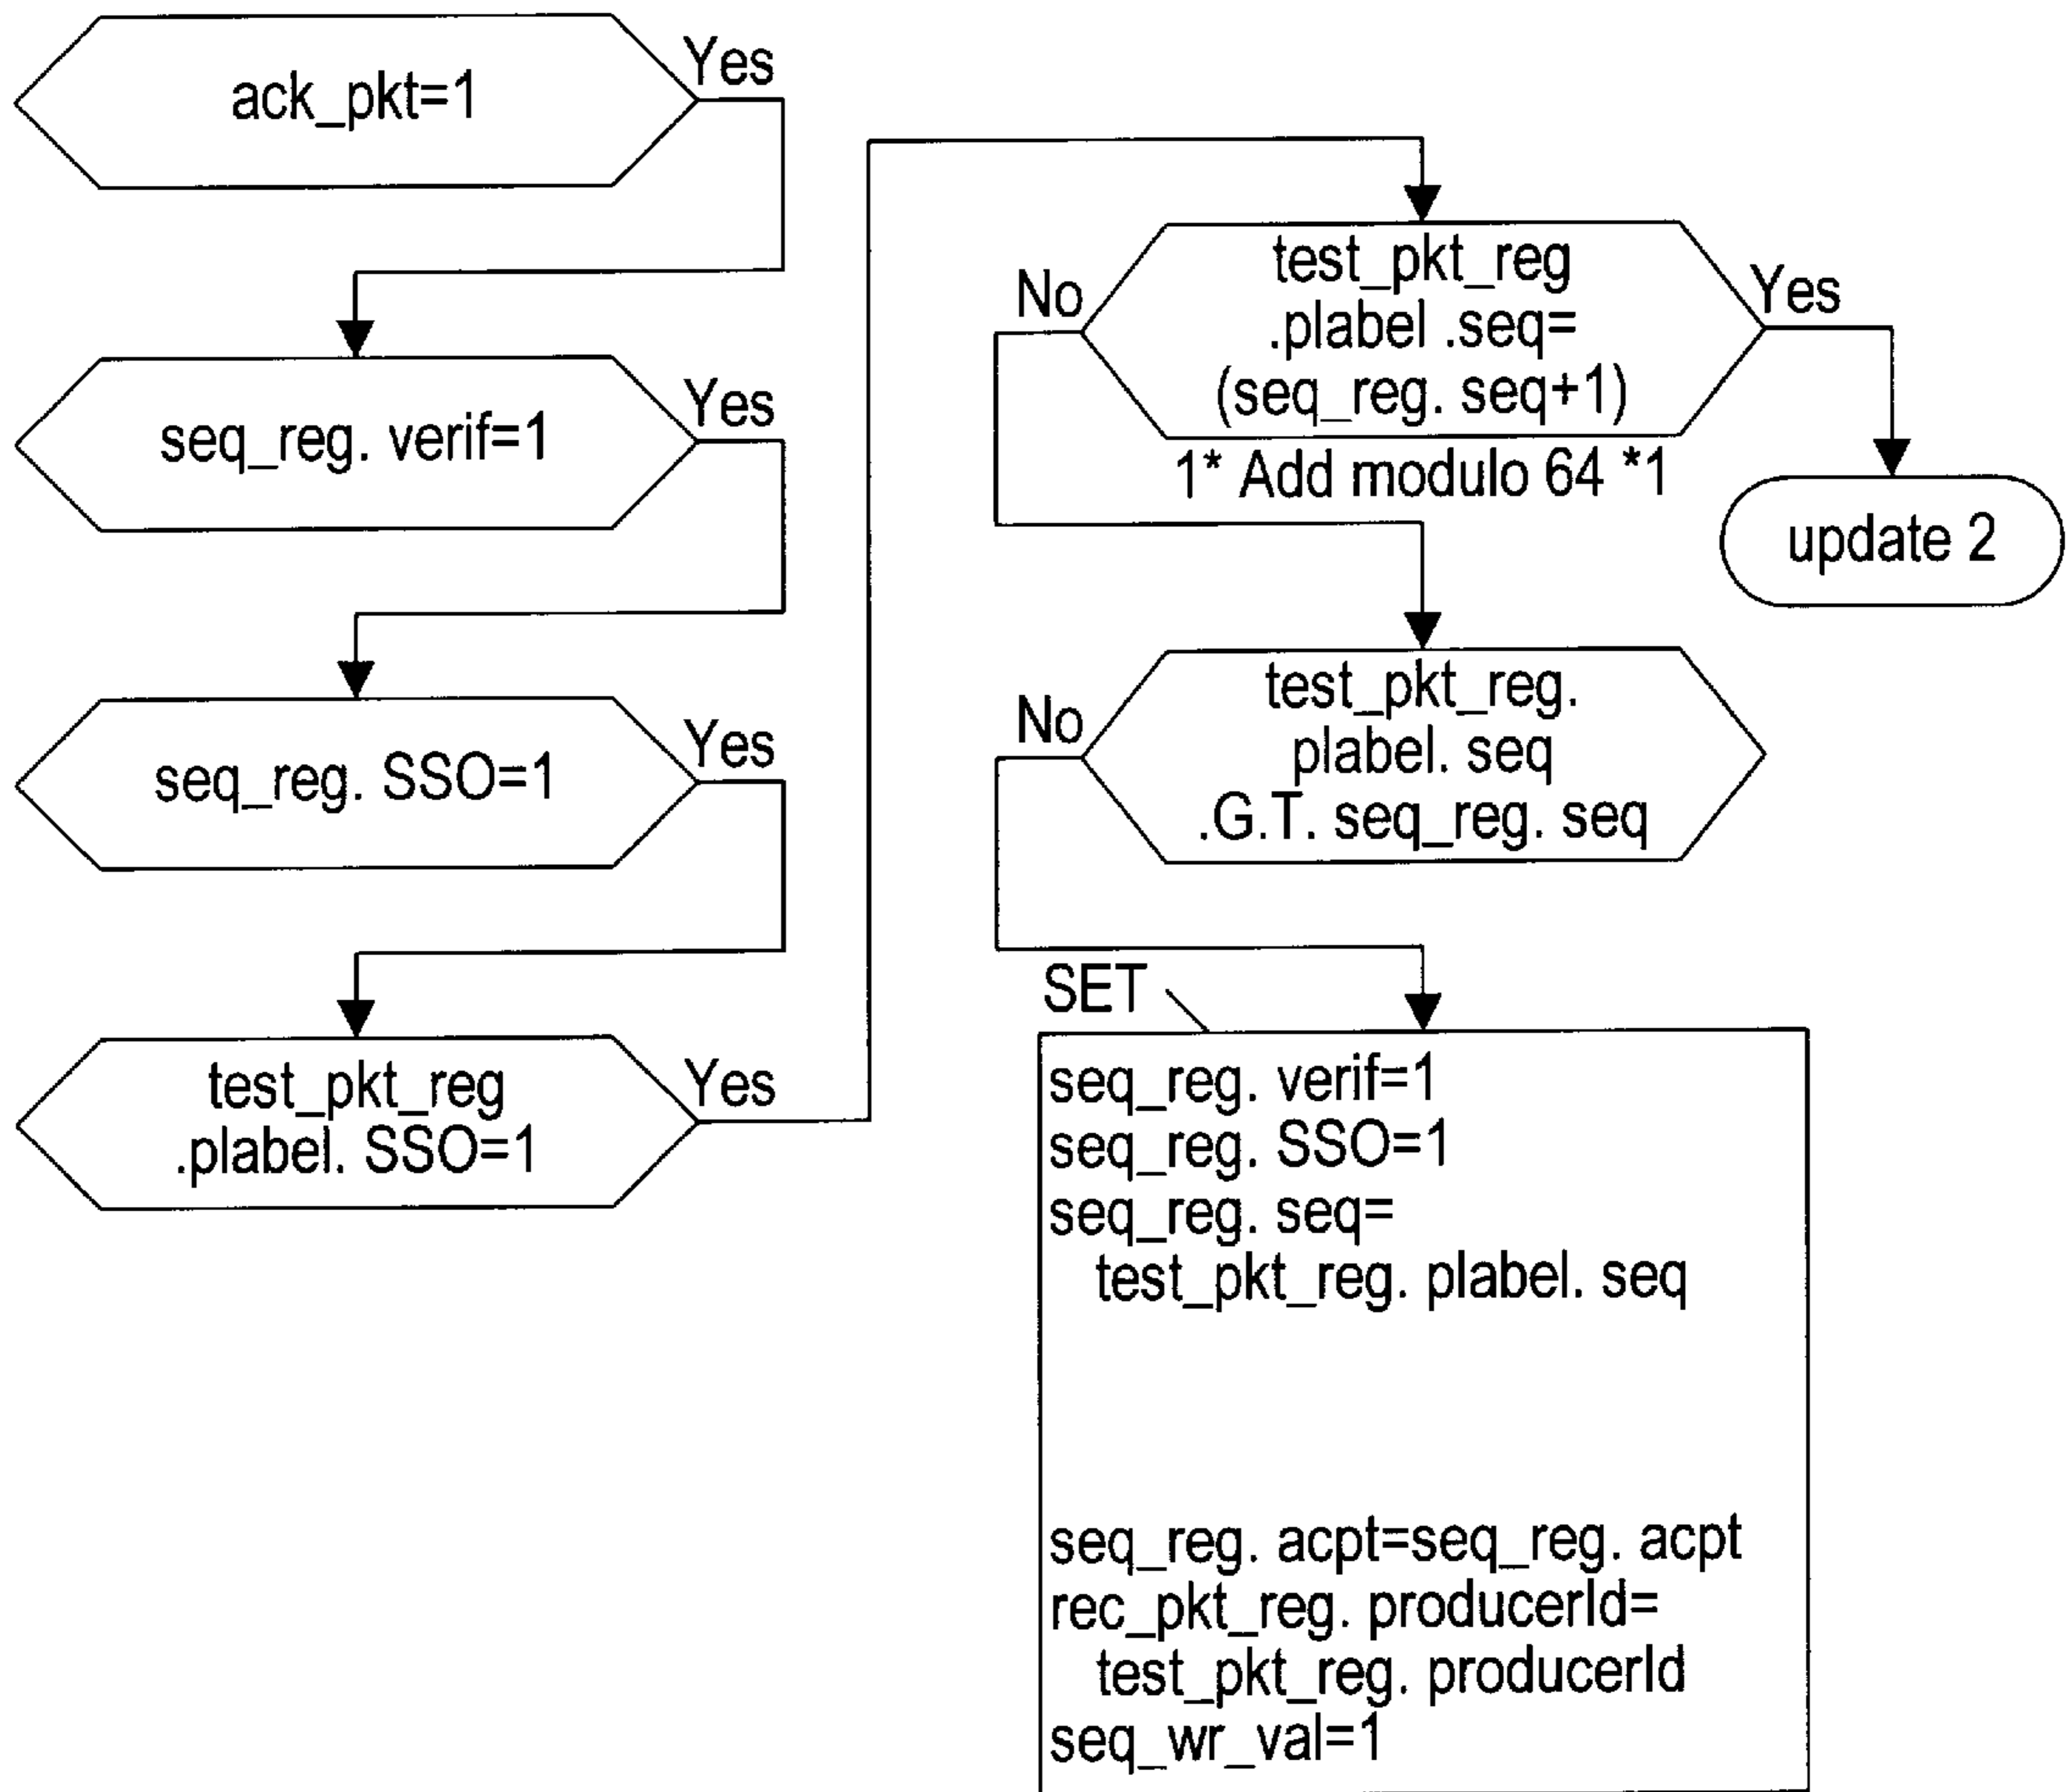 ack_pkt=1
Yes
seq_reg. verif=1
Yes
seq_reg. SSO=1
Yes
test_pkt_reg
.plabel. SSO=1
Yes
test_pkt_reg
.plabel .seq=
(seq_reg. seq+1)
No
Yes
1* Add modulo 64 *1
update 2
test_pkt_reg.
plabel. seq
.G.T. seq_reg. seq
No
SET
seq_reg. verif=1
seq_reg. SSO=1
seq_reg. seq=
test_pkt_reg. plabel. seq
seq_reg. acpt=seq_reg. acpt
rec_pkt_reg. producerId=
test_pkt_reg. producerId
seq_wr_val=1